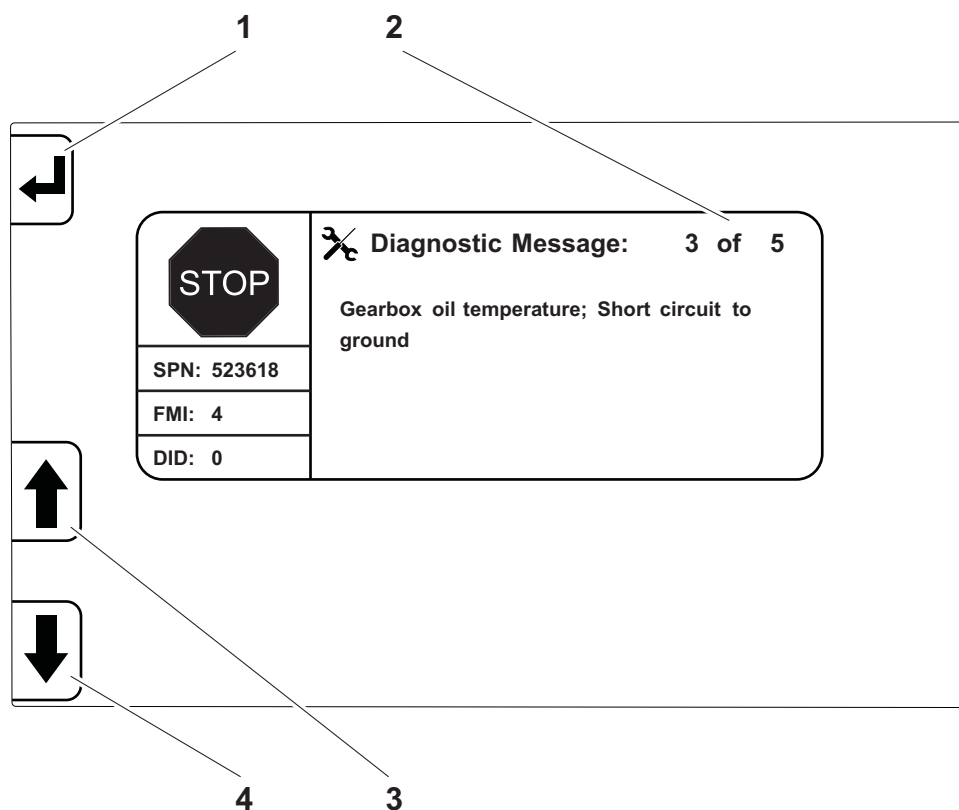 1 2
STOP
Diagnostic Message: 3 of 5
Gearbox oil temperature; Short circuit to
ground
SPN: 523618
FMI: 4
DID: 0
4 3